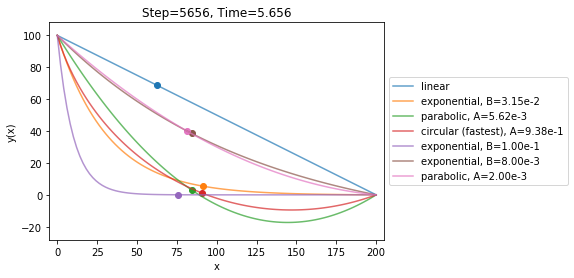 Step=5656, Time=5.656
100
80
60
40
20
0
−20
y(x)
0
25
50
75
100
125
150
175
200
x
linear
exponential, B=3.15e-2
parabolic, A=5.62e-3
circular (fastest), A=9.38e-1
exponential, B=1.00e-1
exponential, B=8.00e-3
parabolic, A=2.00e-3